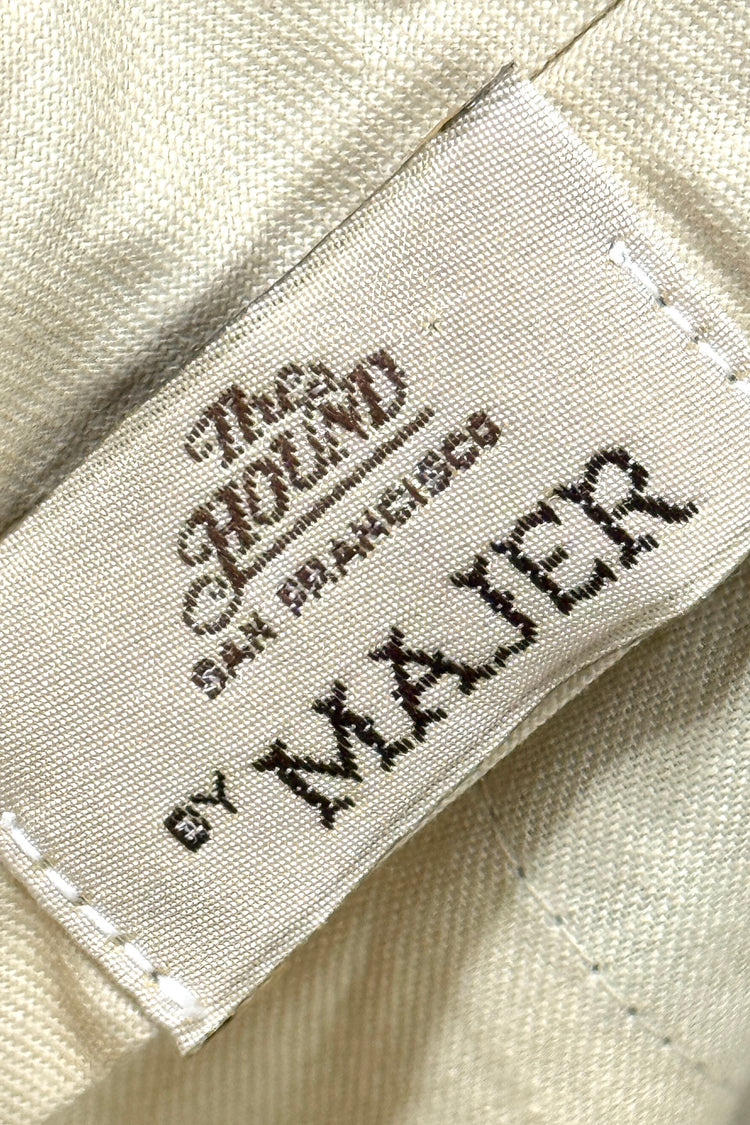 The
HOUND
SAN FRANCISCO
BY MAJER